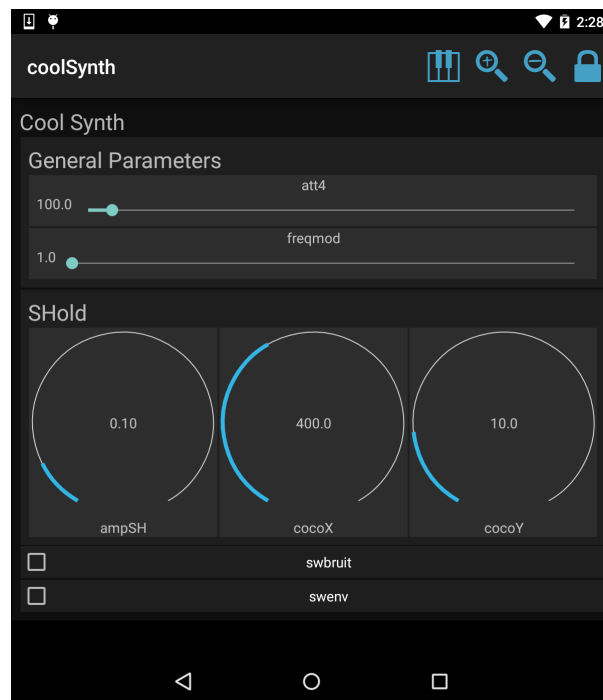 2:28
coolSynth
Cool Synth
General Parameters
att4
100.0
freqmod
1.0
SHold
0.10 400.0 10.0
ampSH cocoX cocoY
swbruit
swenv